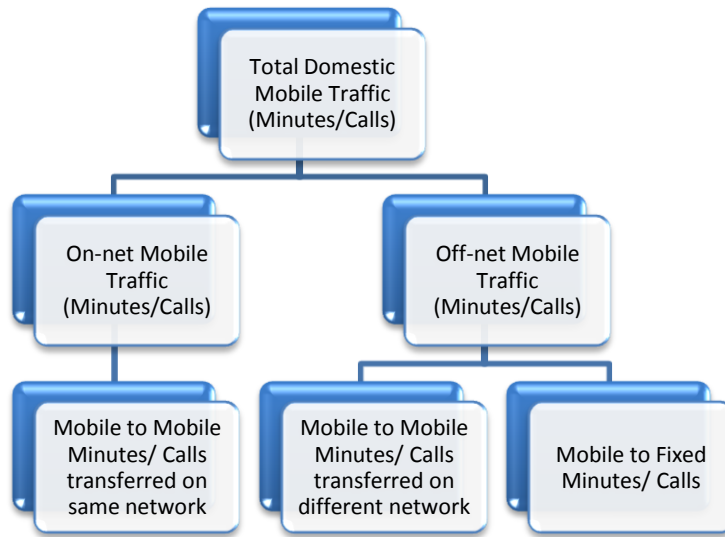 Total Domestic
Mobile Traffic
(Minutes/Calls)
On-net Mobile
Traffic
(Minutes/Calls)
Off-net Mobile
Traffic
(Minutes/Calls)
Mobile to Mobile
Minutes/ Calls
transferred on
same network
Mobile to Mobile
Minutes/ Calls
transferred on
different network
Mobile to Fixed
Minutes/ Calls